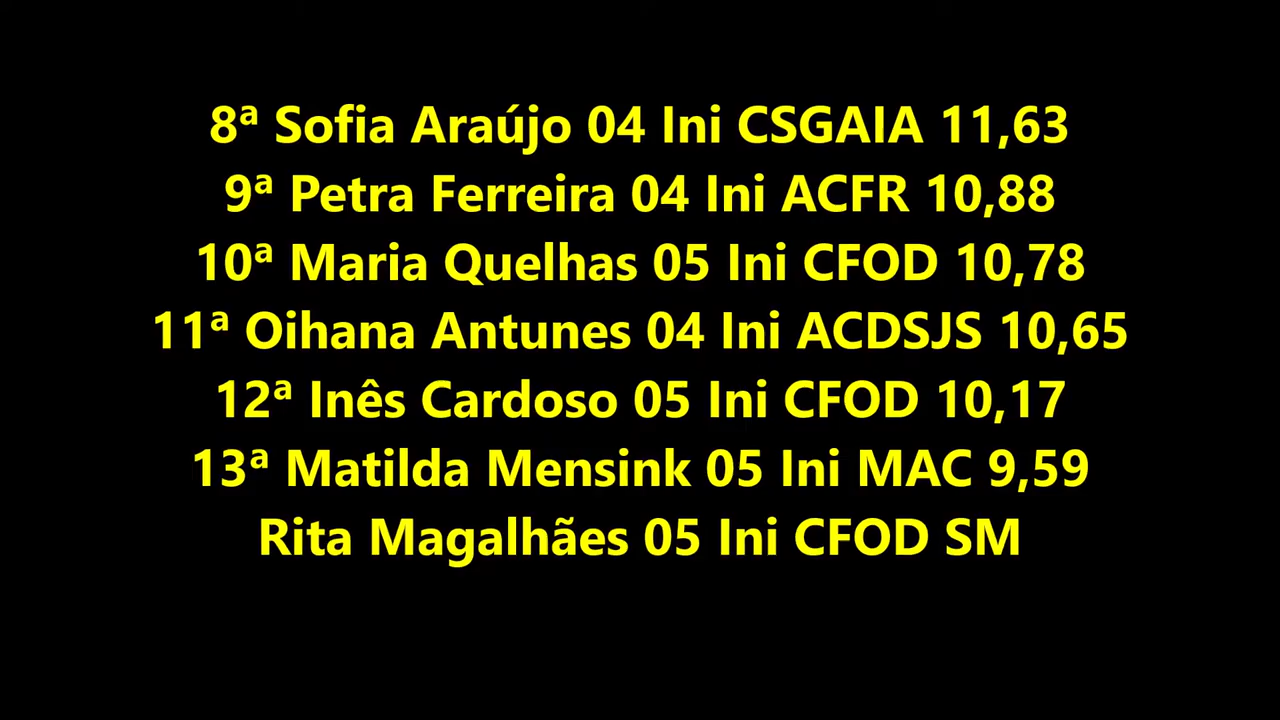 8ª Sofia Araújo 04 Ini CSGAIA 11,63
9ª Petra Ferreira 04 Ini ACFR 10,88
10ª Maria Quelhas 05 Ini CFOD 10,78
11ª Oihana Antunes 04 Ini ACDSJS 10,65
12ª Inês Cardoso 05 Ini CFOD 10,17
13ª Matilda Mensink 05 Ini MAC 9,59
Rita Magalhães 05 Ini CFOD SM